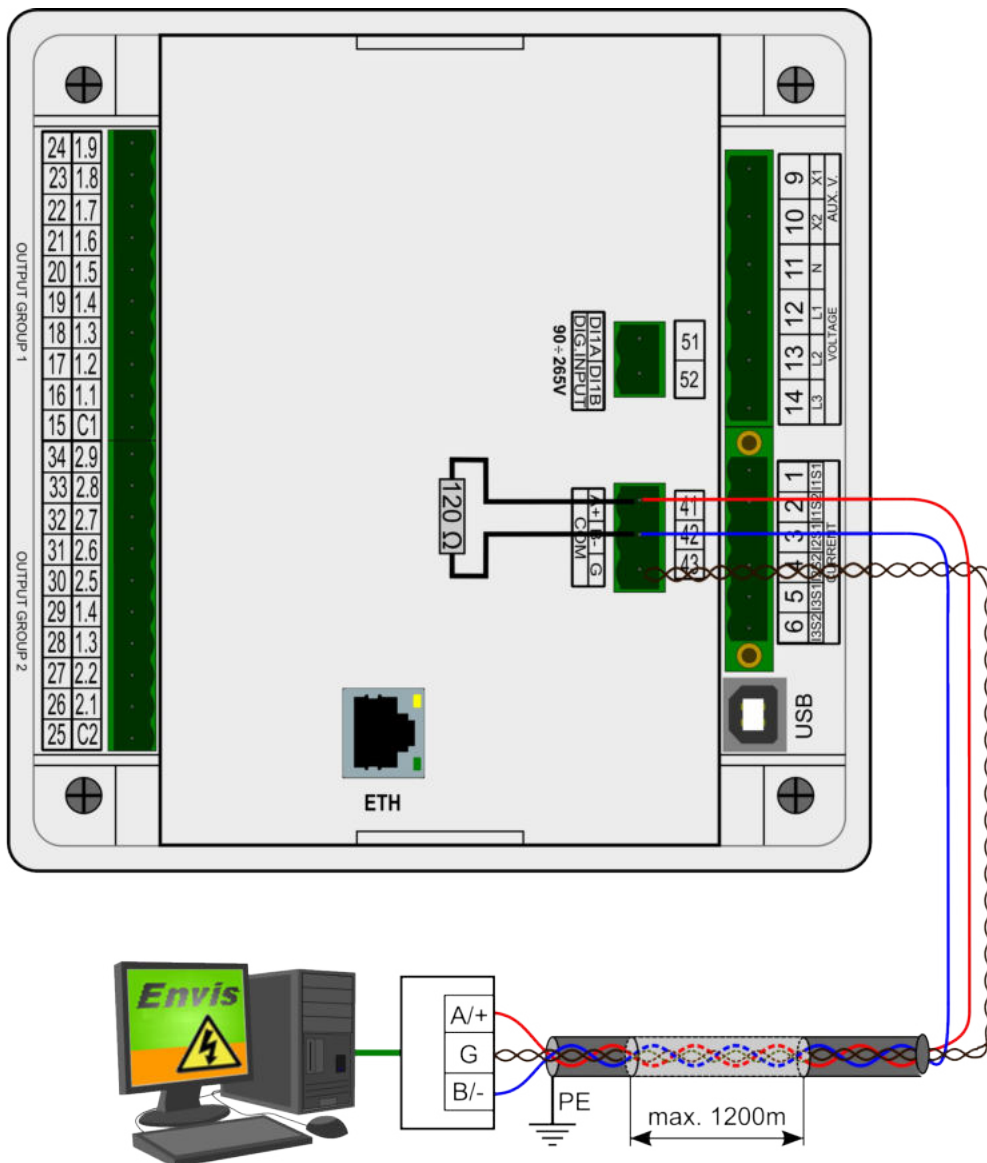 OUTPUT GROUP 1
24 1.9
23 1.8
22 1.7
21 1.6
20 1.5
19 1.4
18 1.3
17 1.2
16 1.1
15 C1
OUTPUT GROUP 2
34 2.9
33 2.8
32 2.7
31 2.6
30 2.5
29 1.4
28 1.3
27 2.2
26 2.1
25 C2
DI1A DI1B
DIG.INPUT
90÷265V
51
52
120 Ω
A+ B- G
COM
41
42
43
ETH
9 X1
10 X2
AUX. V.
11 N
12 L1
13 L2
14 L3
VOLTAGE
1 I1S1
2 I1S2
3 I2S1
4 S2
5 I3S1
6 I3S2
CURRENT
USB
Envis
A/+
G
B/-
PE
max. 1200m